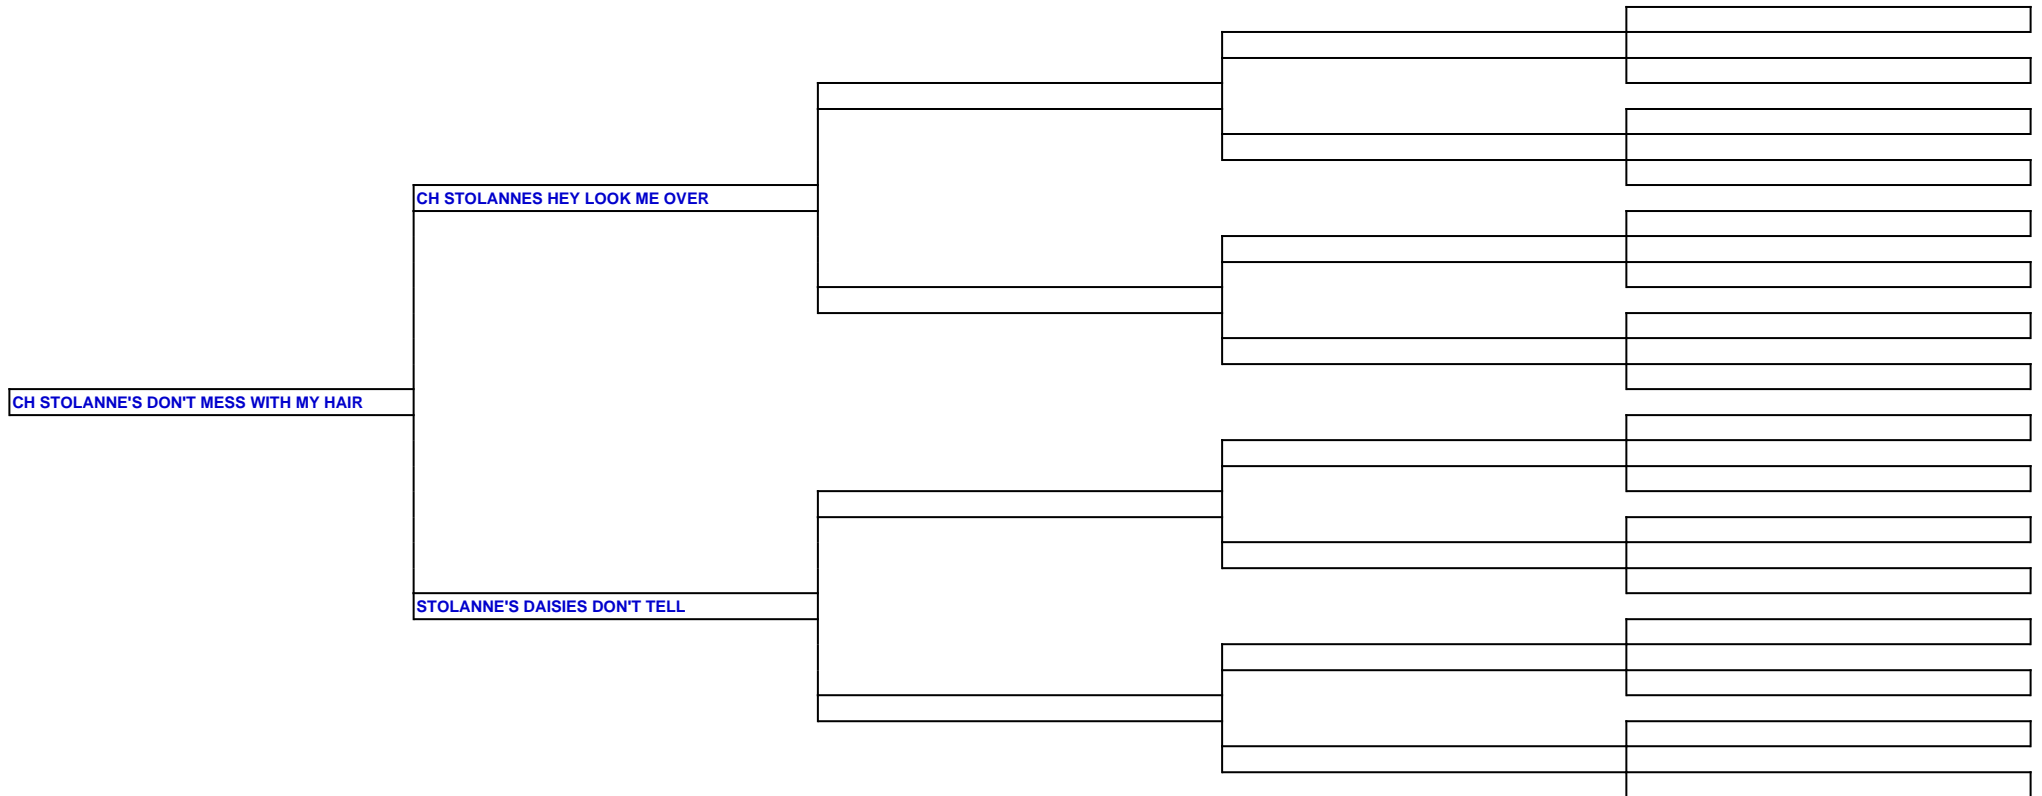 CH STOLANNES HEY LOOK ME OVER
CH STOLANNE'S DON'T MESS WITH MY HAIR
STOLANNE'S DAISIES DON'T TELL